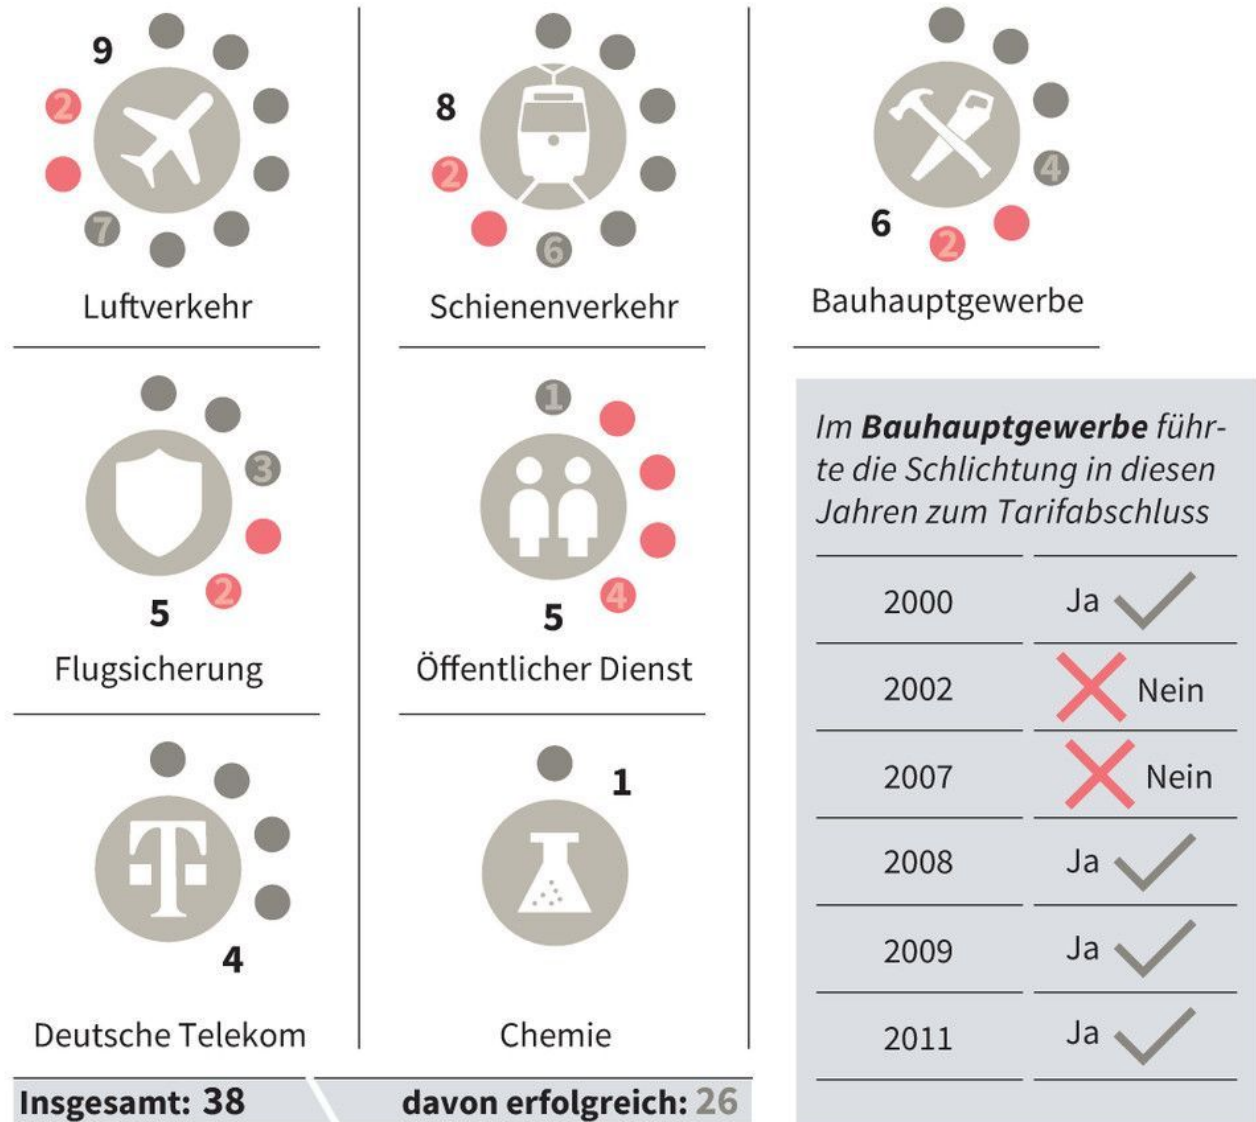 9
2
7
Luftverkehr
8
2
6
Schienenverkehr
4
6
2
Bauhauptgewerbe
3
2
5
Flugsicherung
1
4
5
Öffentlicher Dienst
4
Deutsche Telekom
1
Chemie
Insgesamt: 38
davon erfolgreich: 26
Im Bauhauptgewerbe führ-
te die Schlichtung in diesen
Jahren zum Tarifabschluss
2000 Ja
2002 Nein
2007 Nein
2008 Ja
2009 Ja
2011 Ja